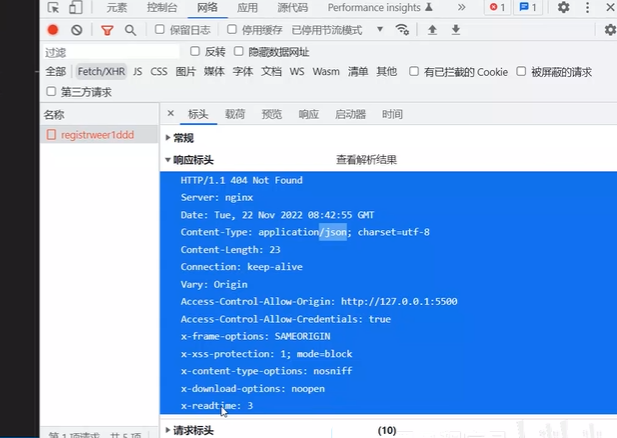 元素 控制台 网络 应用 源代码 Performance insights » 1 1
保留日志 停用缓存 已停用节流模式
过滤 反转 隐藏数据网址
全部 Fetch/XHR JS CSS 图片 媒体 字体 文档 WS Wasm 清单 其他 有已拦截的 Cookie 被屏蔽的请求
第三方请求
名称 × 标头 载荷 预览 响应 启动器 时间
registrweer1ddd
常规
响应标头 查看解析结果
HTTP/1.1 404 Not Found
Server: nginx
Date: Tue, 22 Nov 2022 08:42:55 GMT
Content-Type: application/json; charset=utf-8
Content-Length: 23
Connection: keep-alive
Vary: Origin
Access-Control-Allow-Origin: http://127.0.0.1:5500
Access-Control-Allow-Credentials: true
x-frame-options: SAMEORIGIN
x-xss-protection: 1; mode=block
x-content-type-options: nosniff
x-download-options: noopen
x-readtime: 3
请求标头 (10)
第 1 项请求，共 5 项